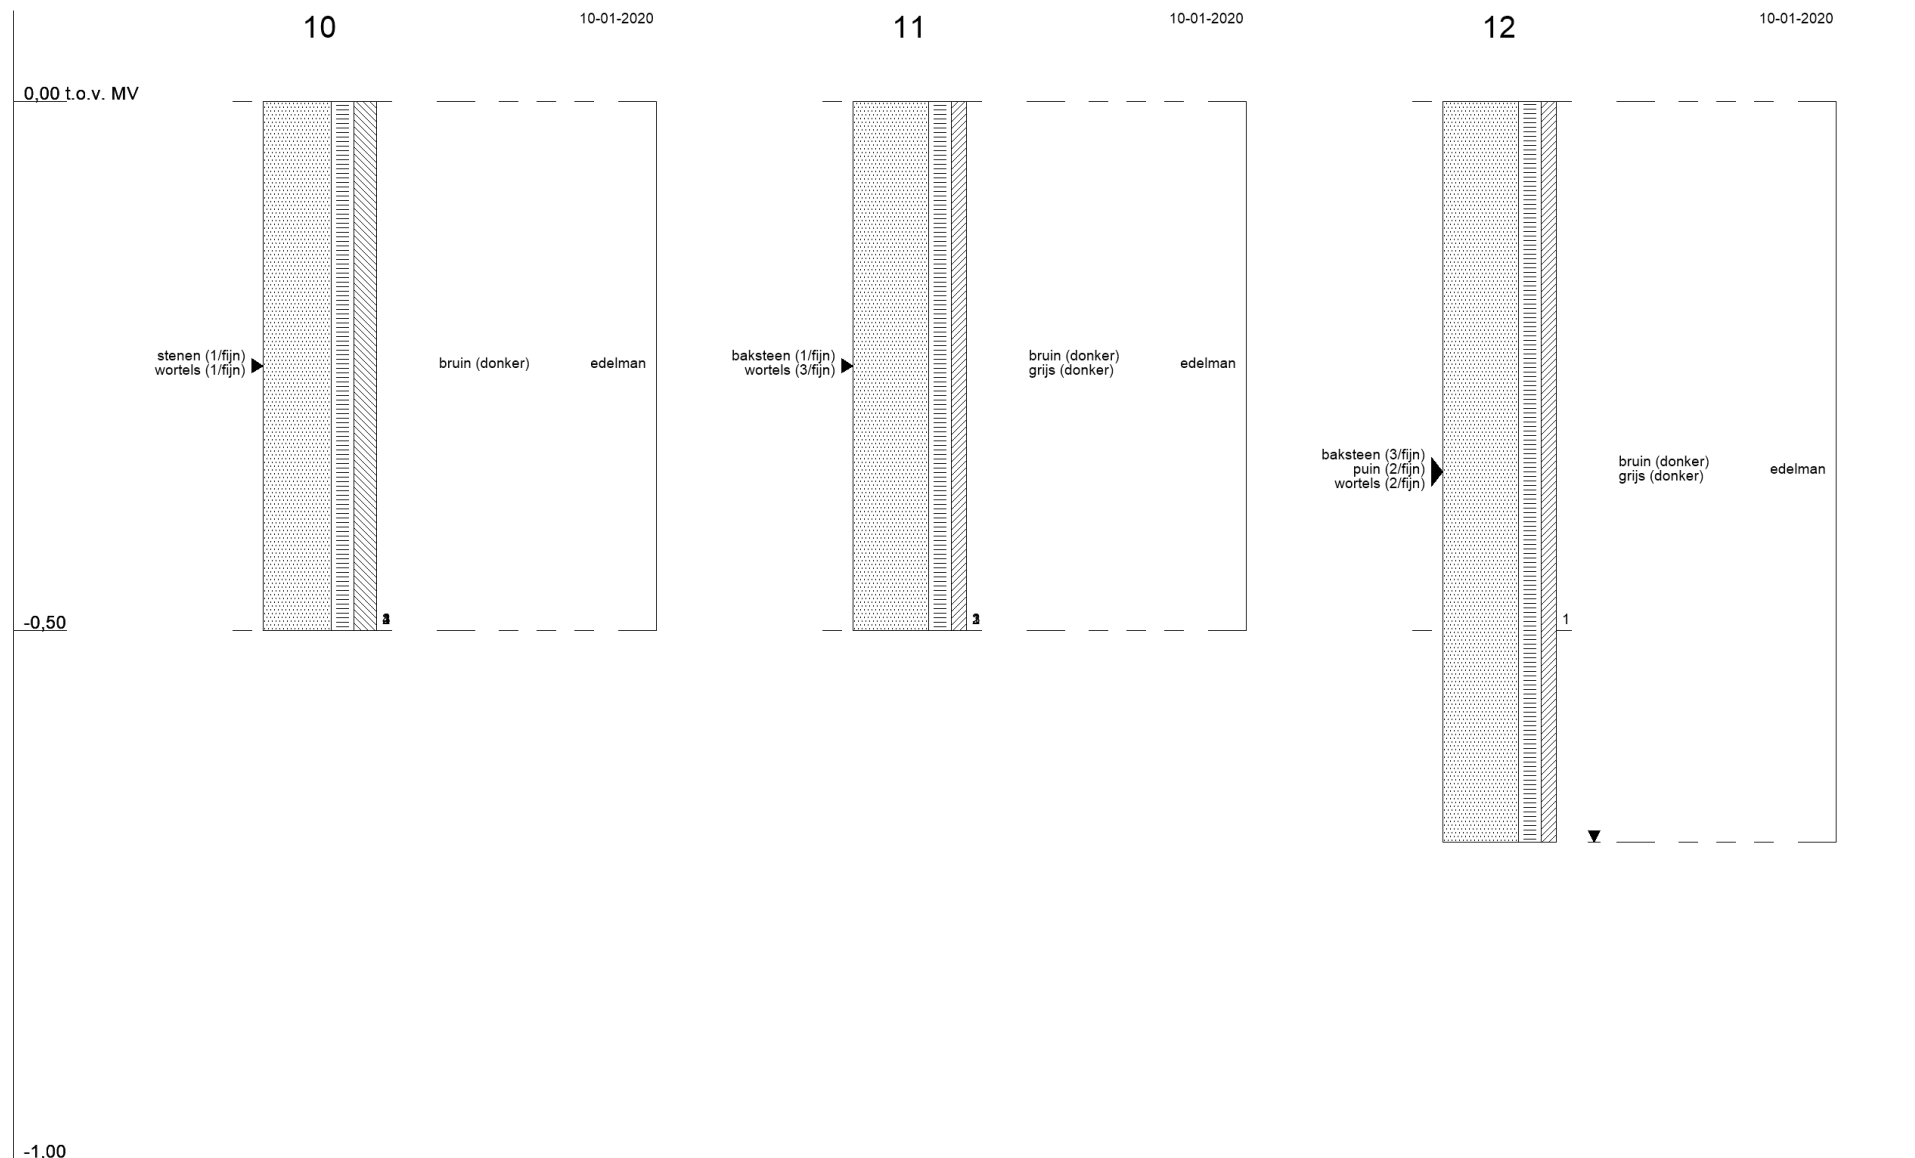 10
10-01-2020
11
10-01-2020
12
10-01-2020
0,00 t.o.v. MV
stenen (1/fijn)
wortels (1/fijn)
bruin (donker)
edelman
baksteen (1/fijn)
wortels (3/fijn)
bruin (donker)
grijs (donker)
edelman
baksteen (3/fijn)
puin (2/fijn)
wortels (2/fijn)
bruin (donker)
grijs (donker)
edelman
-0,50
1
-1,00